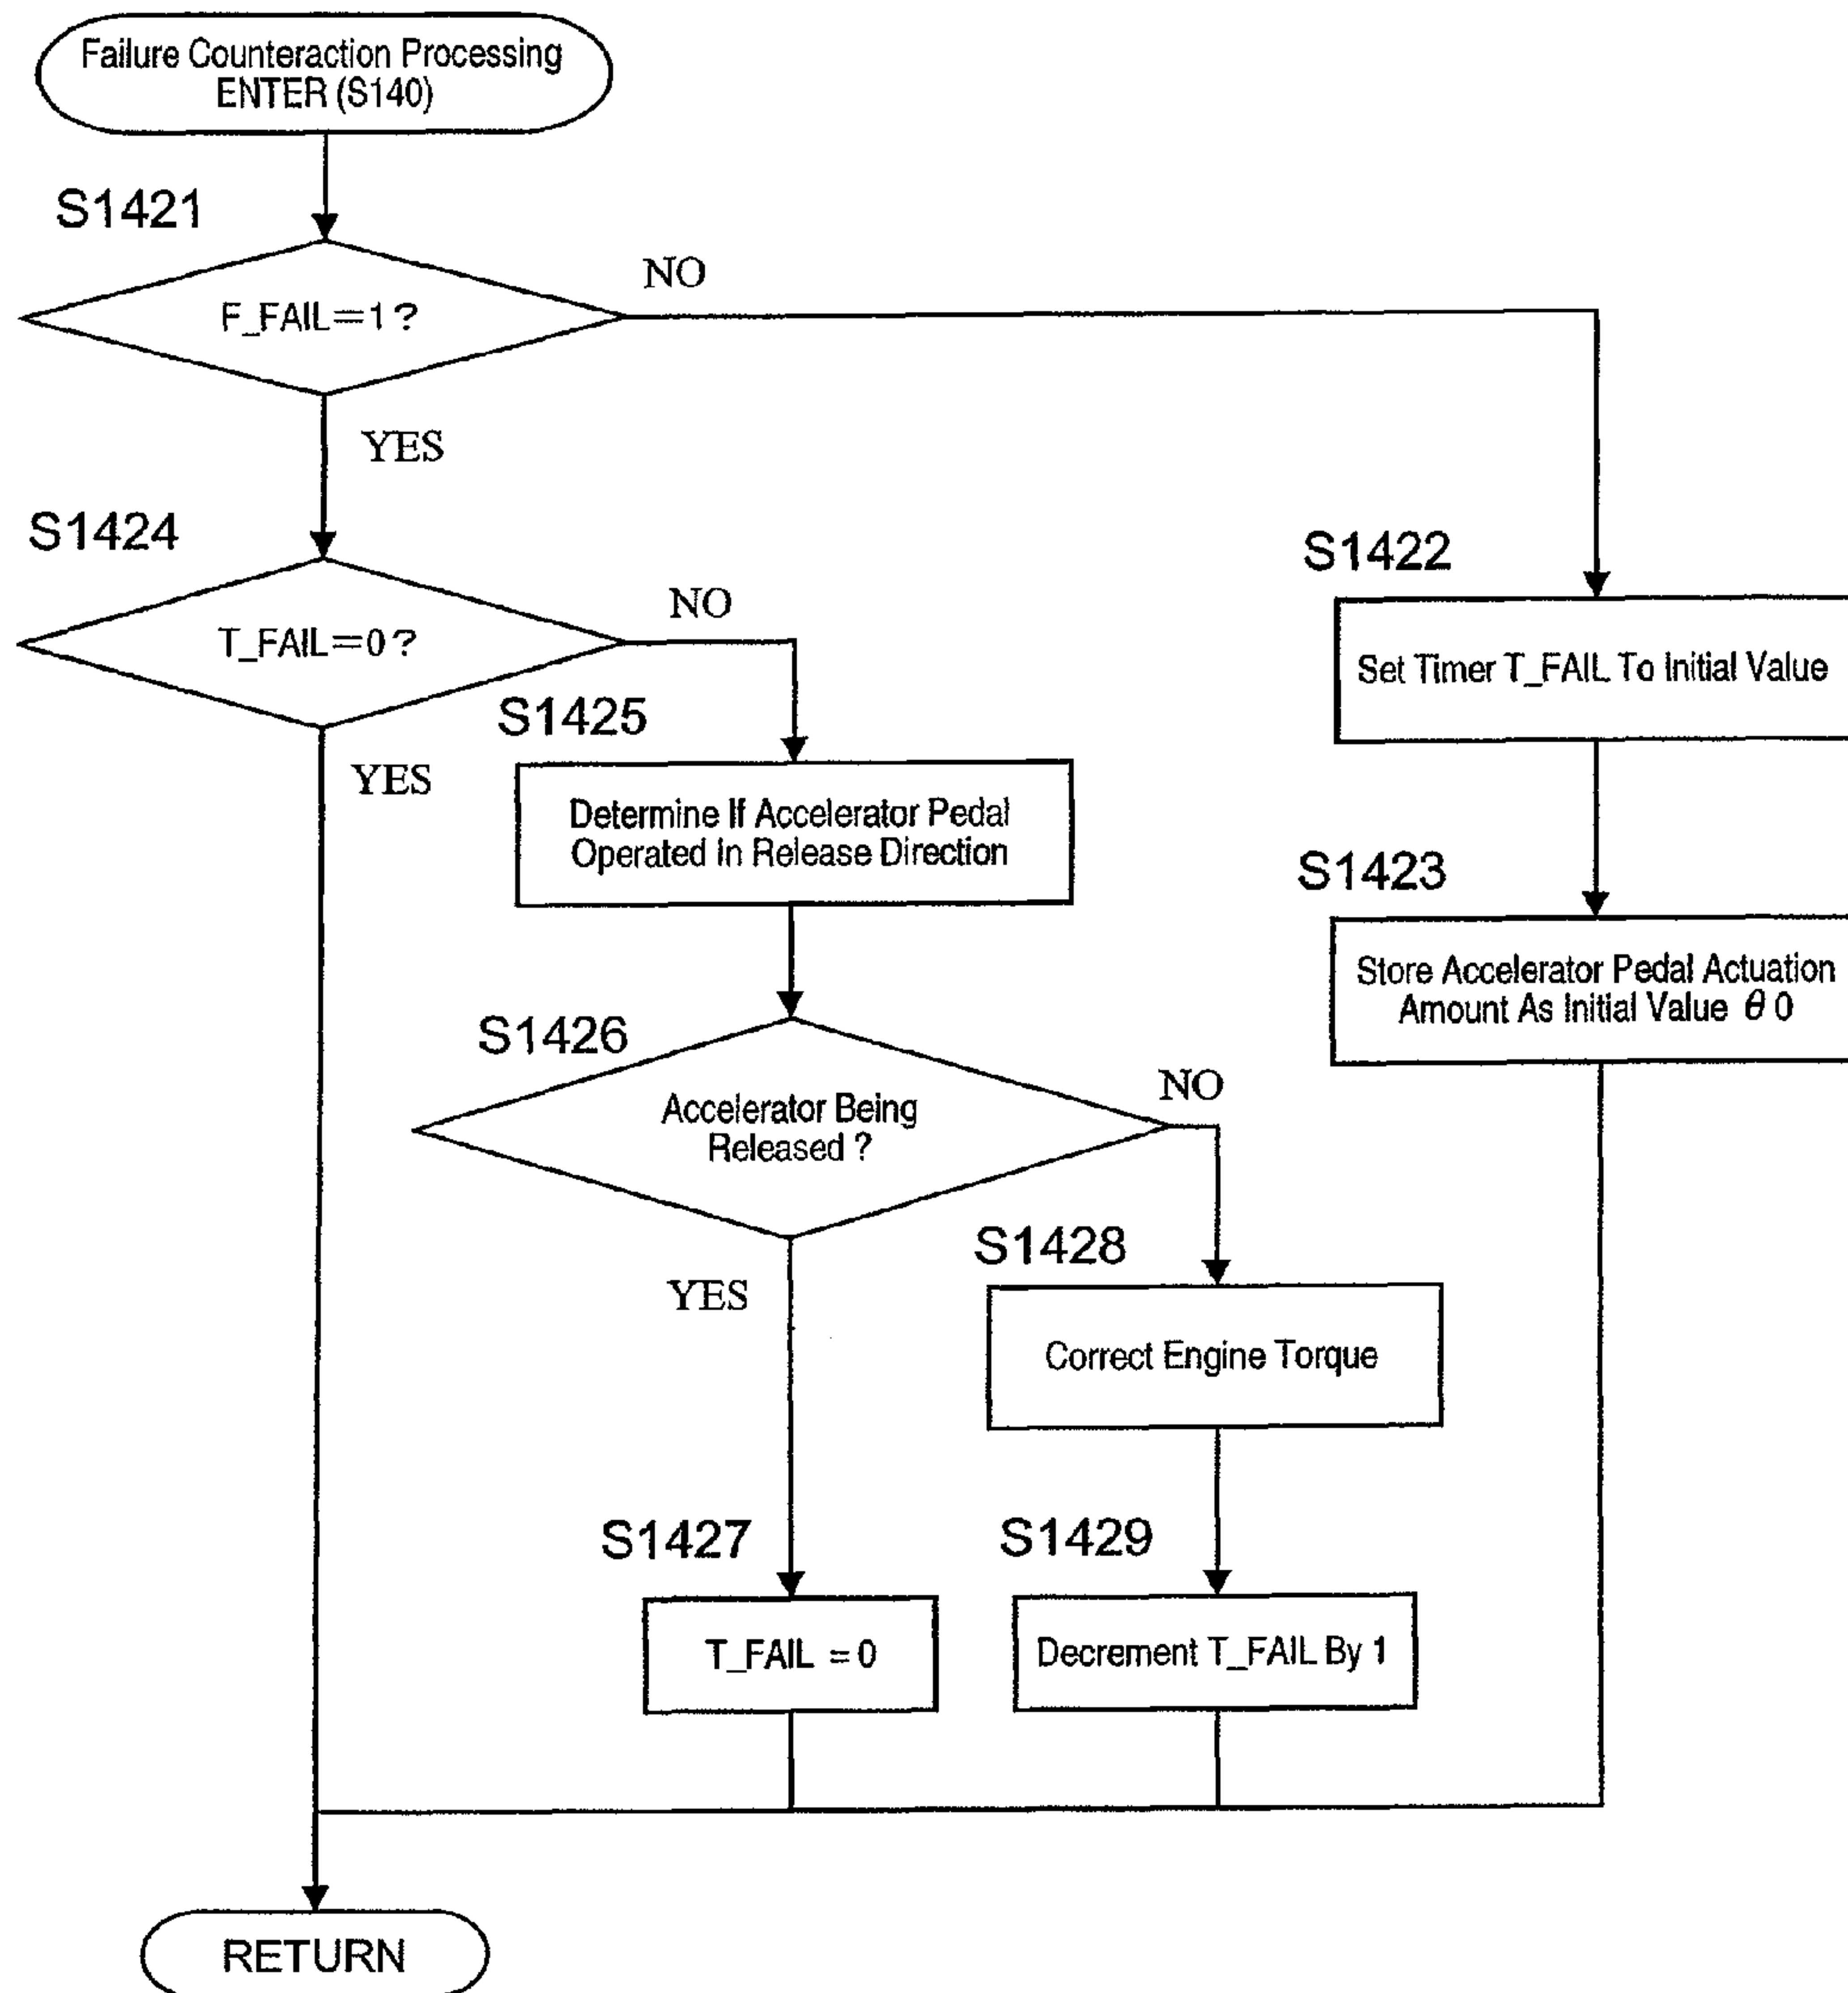 Failure Counteraction Processing
ENTER (S140)
S1421
F_FAIL=1?
NO
YES
S1424
T_FAIL=0?
NO
YES
S1422
Set Timer T_FAIL To Initial Value
S1425
Determine If Accelerator Pedal
Operated In Release Direction
S1423
Store Accelerator Pedal Actuation
Amount As Initial Value θ0
S1426
Accelerator Being
Released ?
NO
YES
S1428
Correct Engine Torque
S1427
T_FAIL = 0
S1429
Decrement T_FAIL By 1
RETURN